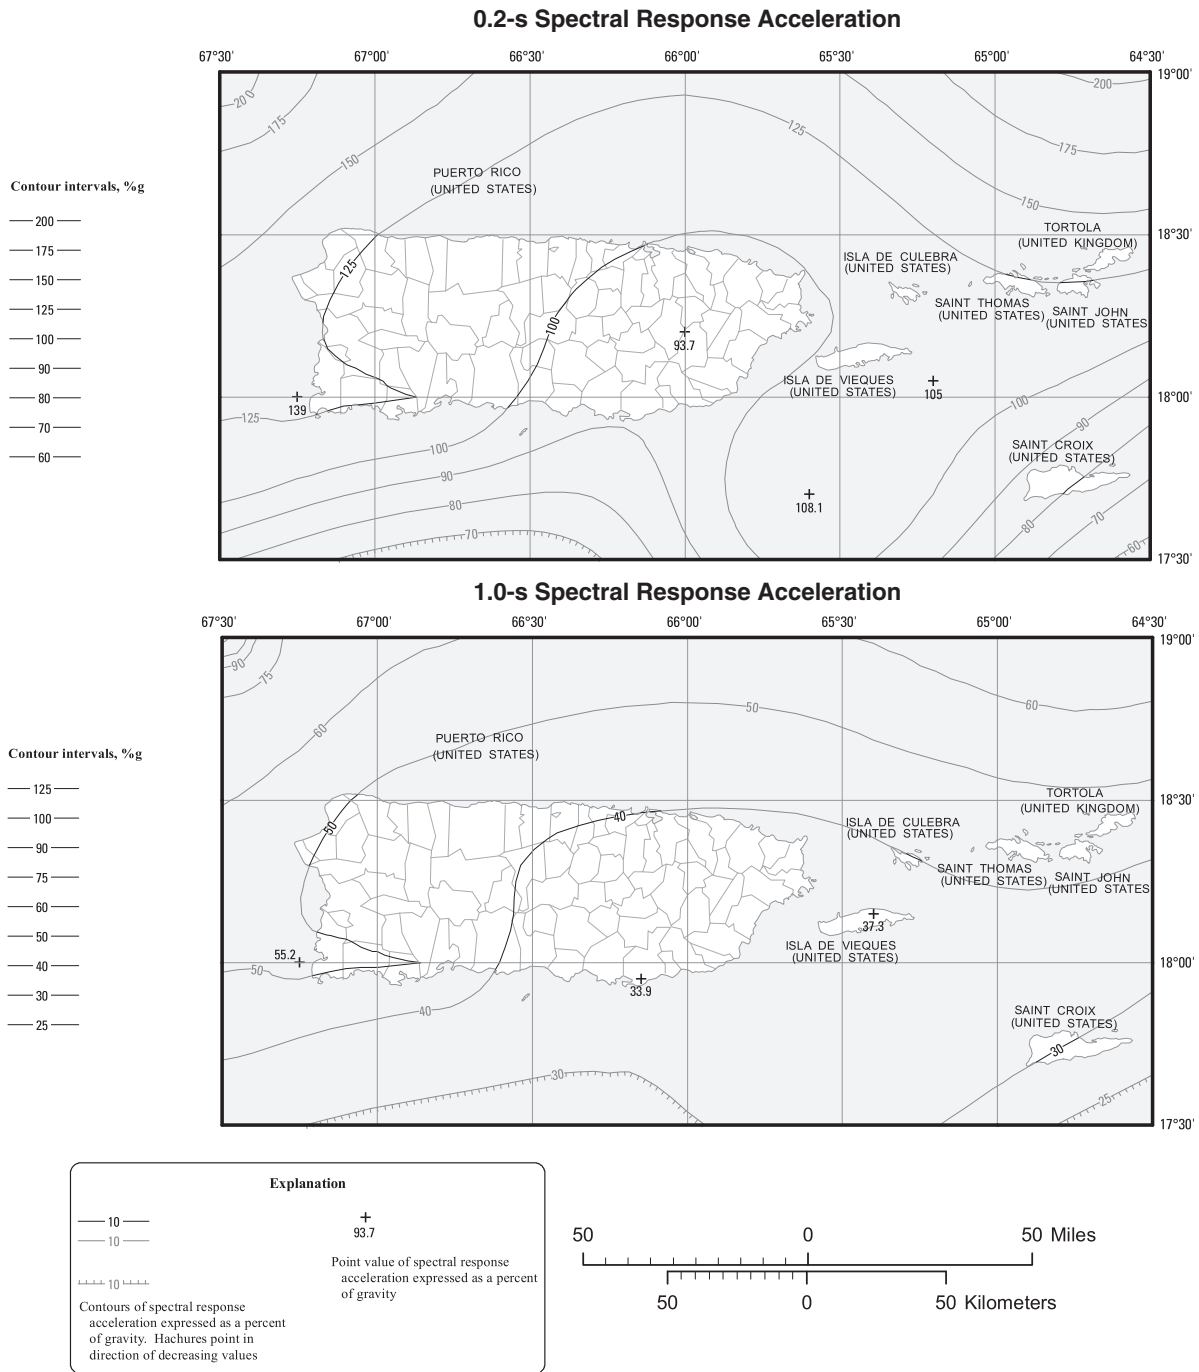 0.2-s Spectral Response Acceleration
67°30' 67°00' 66°30' 66°00' 65°30' 65°00' 64°30'
19°00'
200
200
175
125
175
150
Contour intervals, %g
PUERTO RICO
(UNITED STATES)
150
200
175
150
125
100
90
80
70
60
18°30'
TORTOLA
(UNITED KINGDOM)
ISLA DE CULEBRA
(UNITED STATES)
125
SAINT THOMAS
(UNITED STATES)
SAINT JOHN
(UNITED STATES
100
93.7
ISLA DE VIEQUES
(UNITED STATES)
105
139
18°00'
125
100
90
100
SAINT CROIX
(UNITED STATES)
90
80
108.1
70
80
70
60
17°30'
1.0-s Spectral Response Acceleration
67°30' 67°00' 66°30' 66°00' 65°30' 65°00' 64°30'
19°00'
90
75
60
50
60
Contour intervals, %g
PUERTO RICO
(UNITED STATES)
125
100
90
75
60
50
40
30
25
18°30'
TORTOLA
(UNITED KINGDOM)
50
40
ISLA DE CULEBRA
(UNITED STATES)
SAINT THOMAS
(UNITED STATES)
SAINT JOHN
(UNITED STATES
37.3
ISLA DE VIEQUES
(UNITED STATES)
55.2
18°00'
50
33.9
40
SAINT CROIX
(UNITED STATES)
30
30
25
17°30'
Explanation
10
10
10
Contours of spectral response
acceleration expressed as a percent
of gravity. Hachures point in
direction of decreasing values
93.7
Point value of spectral response
acceleration expressed as a percent
of gravity
50 0 50 Miles
50 0 50 Kilometers